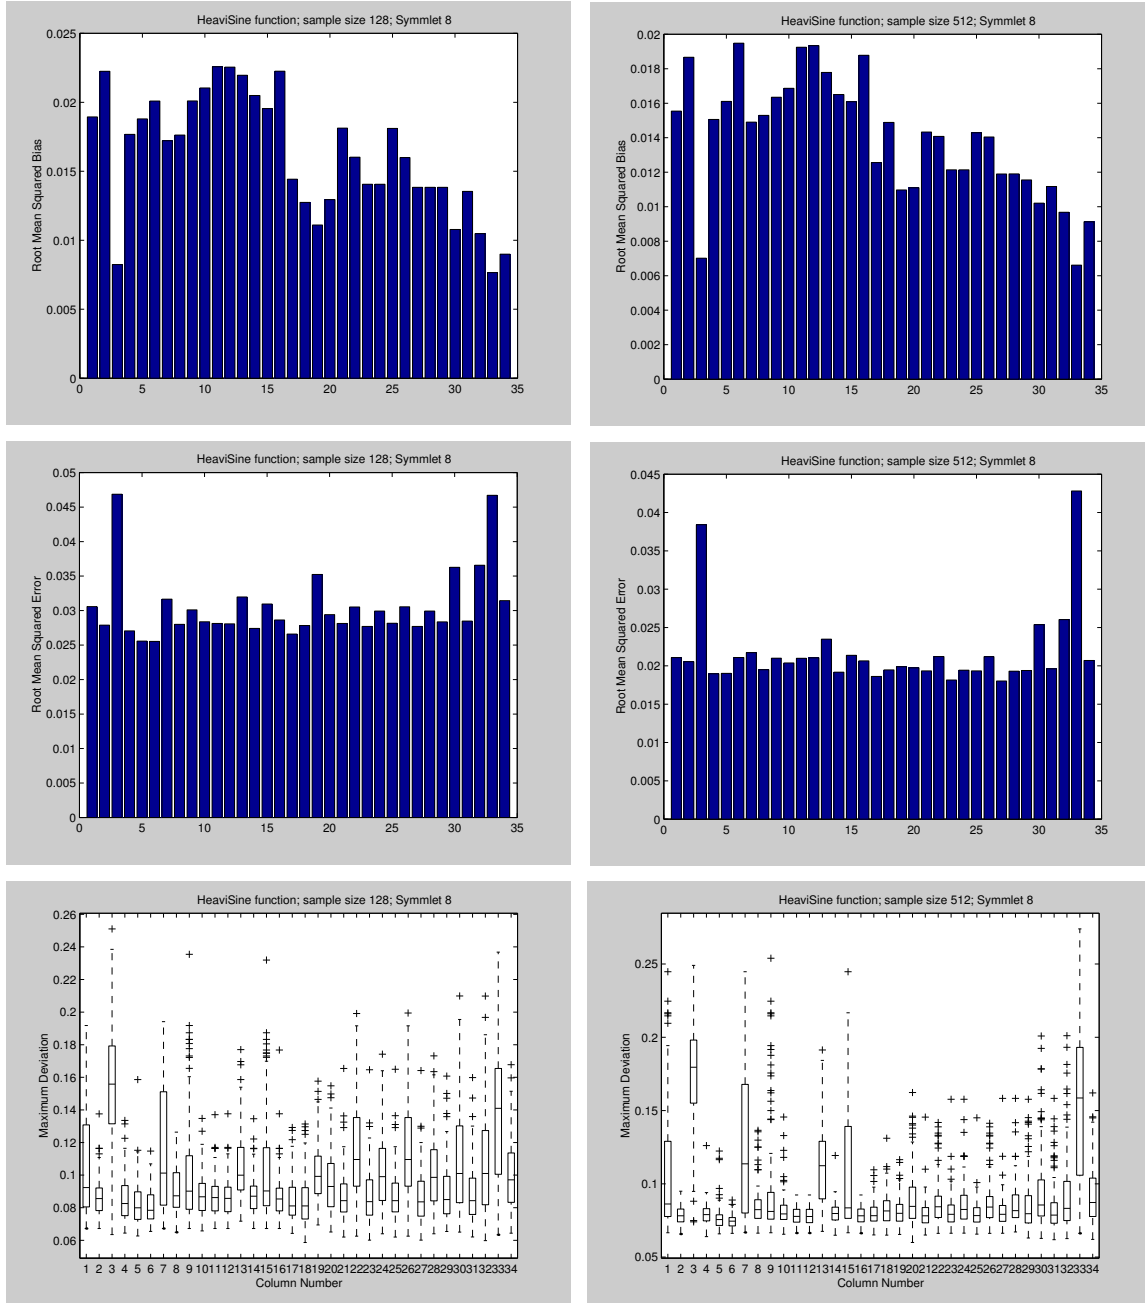 HeaviSine function; sample size 128; Symmlet 8
0.025
0.02
0.015
0.01
0.005
0
Root Mean Squared Bias
0 5 10 15 20 25 30 35
HeaviSine function; sample size 512; Symmlet 8
0.02
0.018
0.016
0.014
0.012
0.01
0.008
0.006
0.004
0.002
0
Root Mean Squared Bias
0 5 10 15 20 25 30 35
HeaviSine function; sample size 128; Symmlet 8
0.05
0.045
0.04
0.035
0.03
0.025
0.02
0.015
0.01
0.005
0
Root Mean Squared Error
0 5 10 15 20 25 30 35
HeaviSine function; sample size 512; Symmlet 8
0.045
0.04
0.035
0.03
0.025
0.02
0.015
0.01
0.005
0
Root Mean Squared Error
0 5 10 15 20 25 30 35
HeaviSine function; sample size 128; Symmlet 8
0.26
0.24
0.22
0.2
0.18
0.16
0.14
0.12
0.1
0.08
0.06
Maximum Deviation
1 2 3 4 5 6 7 8 9 10 11 12 13 14 15 16 17 18 19 20 21 22 23 24 25 26 27 28 29 30 31 32 33 34
Column Number
HeaviSine function; sample size 512; Symmlet 8
0.25
0.2
0.15
0.1
0.05
Maximum Deviation
1 2 3 4 5 6 7 8 9 10 11 12 13 14 15 16 17 18 19 20 21 22 23 24 25 26 27 28 29 30 31 32 33 34
Column Number